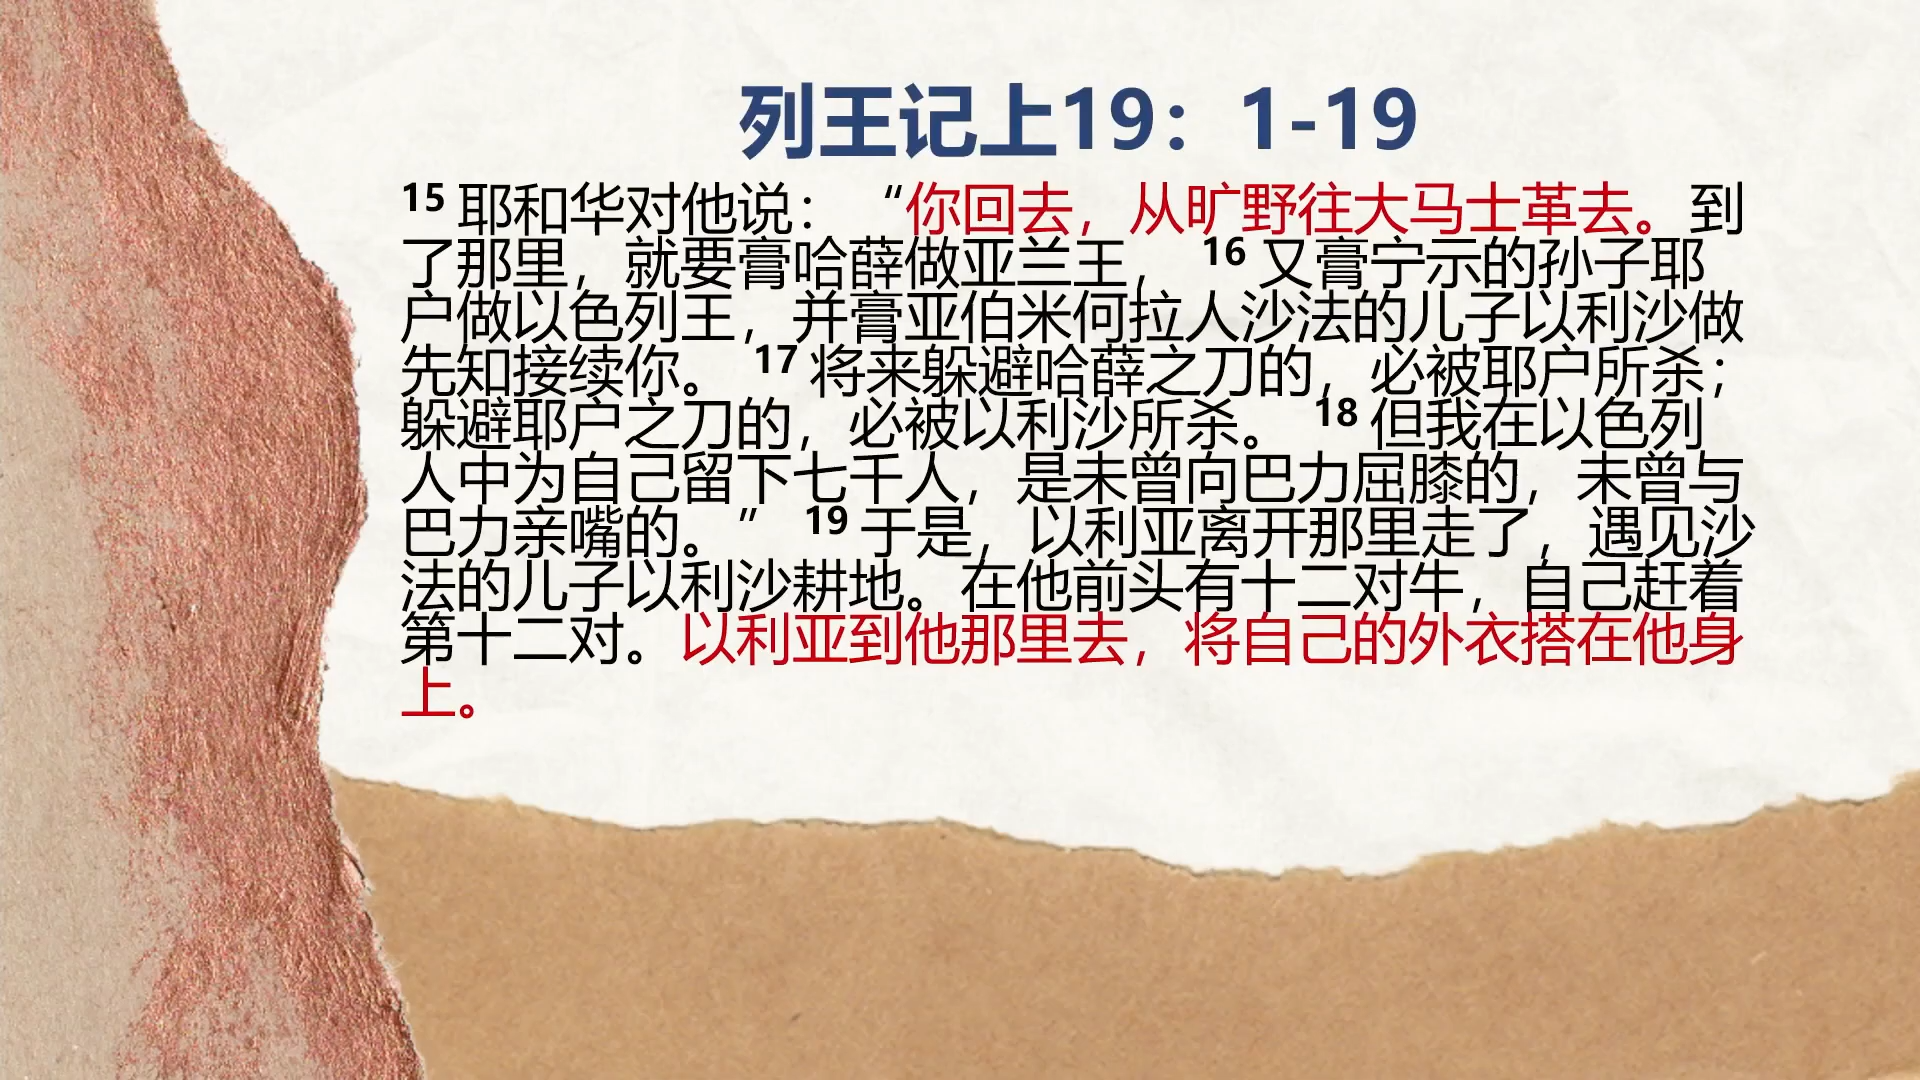 列王记上19：1-19
15 耶和华对他说：“你回去，从旷野往大马士革去。到
了那里，就要膏哈薛做亚兰王，16 又膏宁示的孙子耶
户做以色列王，并膏亚伯米何拉人沙法的儿子以利沙做
先知接续你。17 将来躲避哈薛之刀的，必被耶户所杀；
躲避耶户之刀的，必被以利沙所杀。18 但我在以色列
人中为自己留下七千人，是未曾向巴力屈膝的，未曾与
巴力亲嘴的。” 19 于是，以利亚离开那里走了，遇见沙
法的儿子以利沙耕地。在他前头有十二对牛，自己赶着
第十二对。以利亚到他那里去，将自己的外衣搭在他身
上。